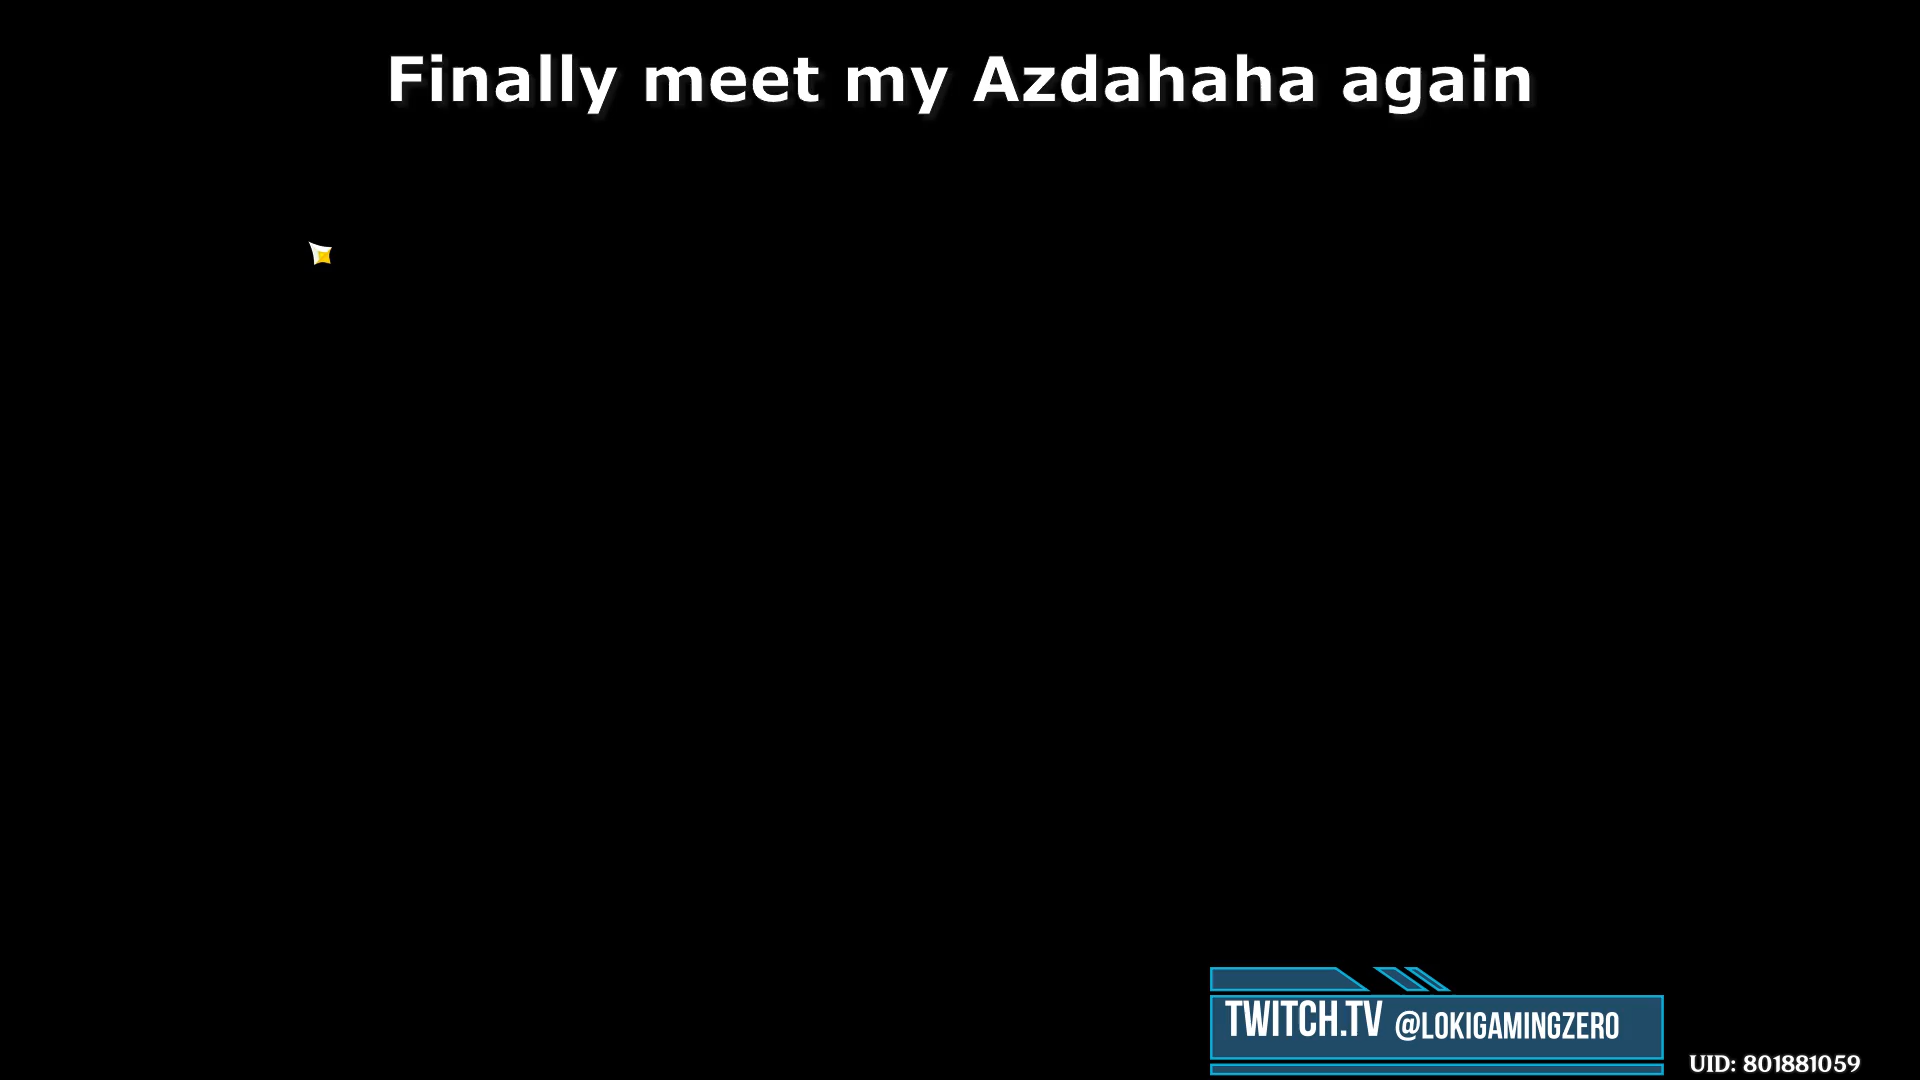 Finally meet my Azdahaha again
TWITCH.TV @LOKIGAMINGZERO
UID: 801881059